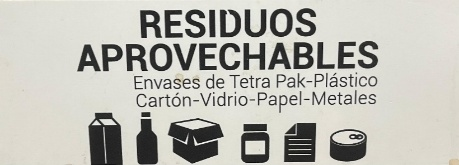 RESIDUOS
APROVECHABLES
Envases de Tetra Pak-Plástico
Cartón-Vidrio-Papel-Metales